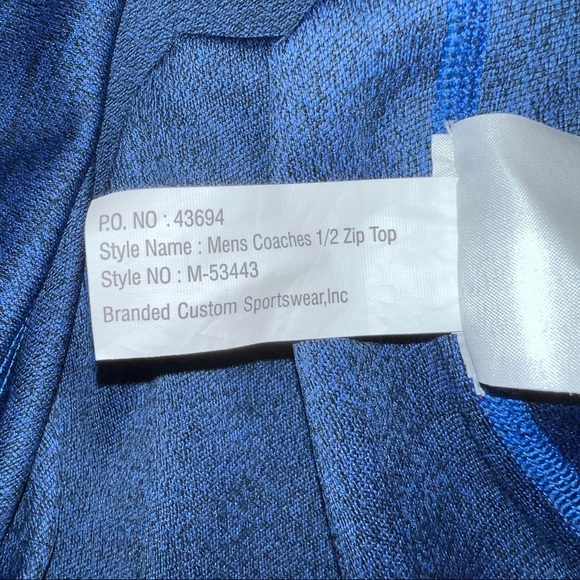 P.O. NO : 43694
Style Name : Mens Coaches 1/2 Zip Top
Style NO : M-53443
Branded Custom Sportswear,Inc